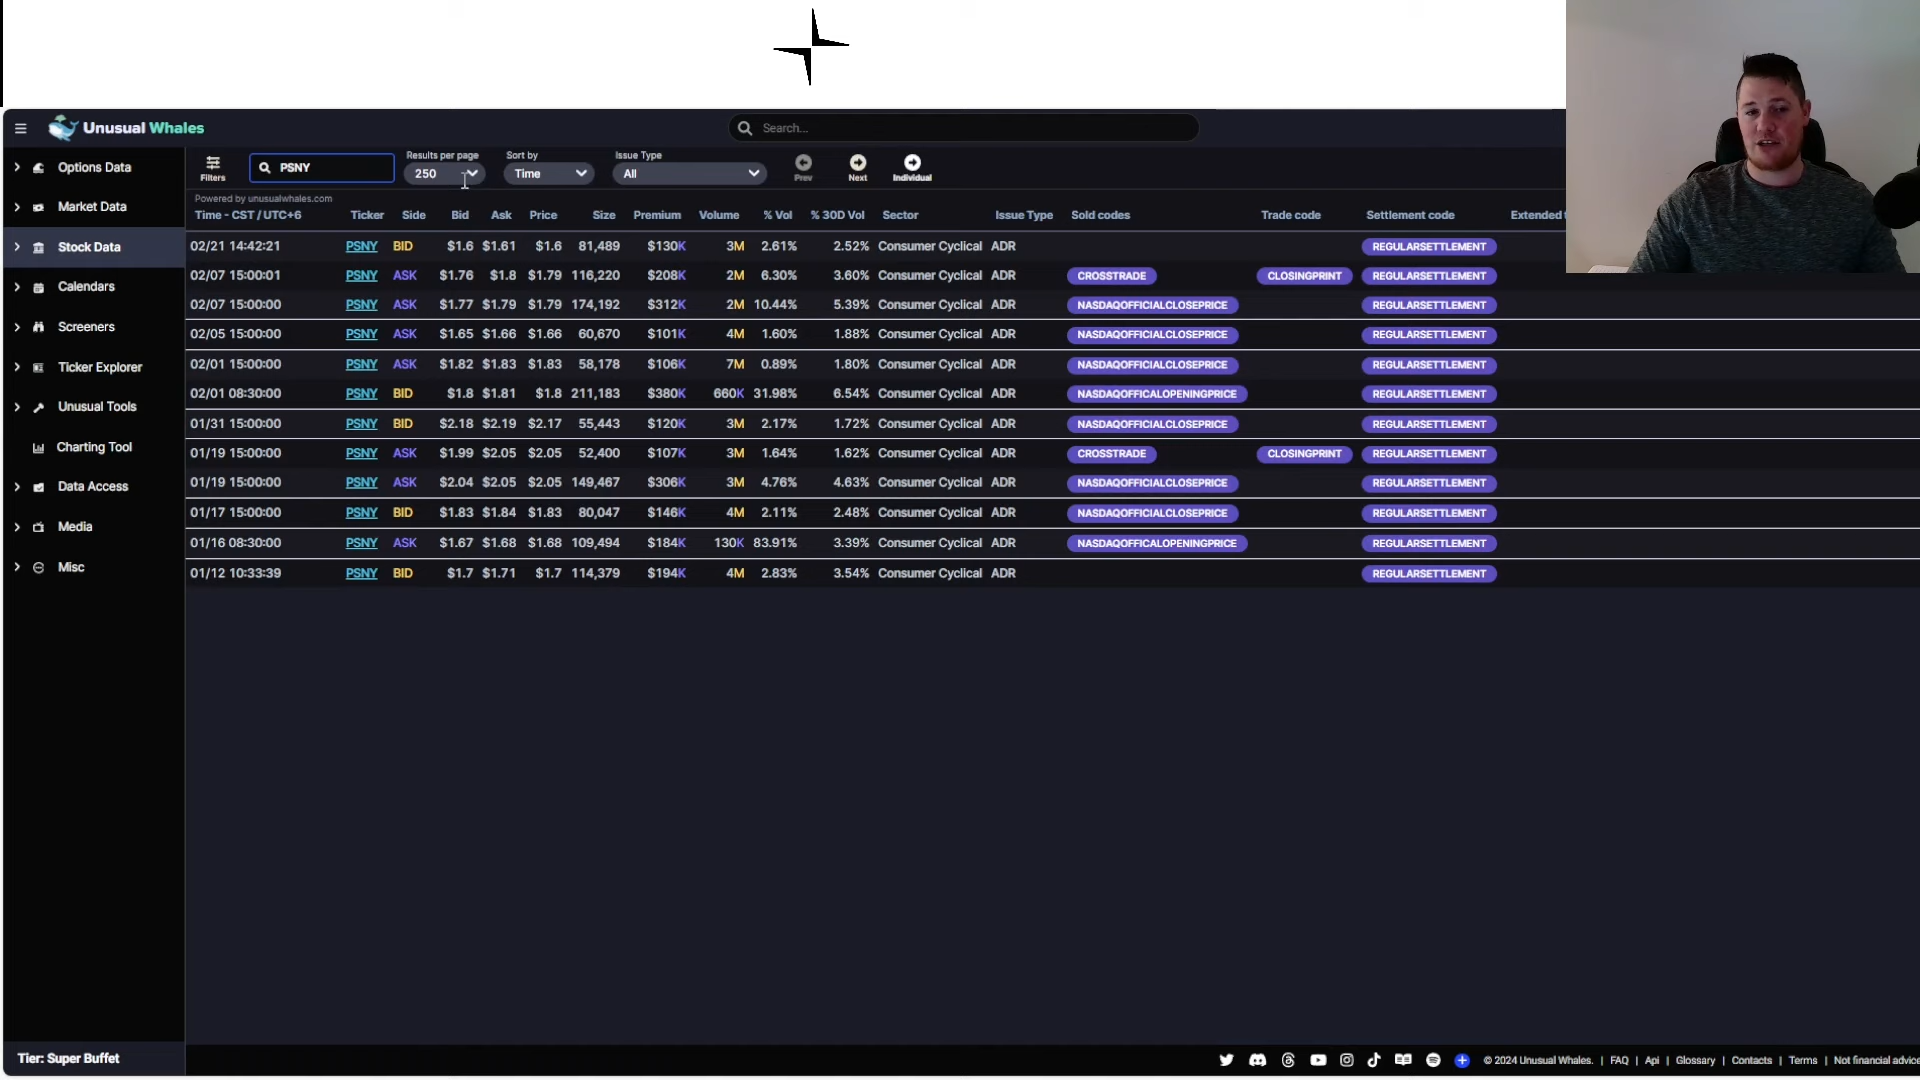 Unusual Whales
Search...
Options Data
Market Data
Stock Data
Calendars
Screeners
Ticker Explorer
Unusual Tools
Charting Tool
Data Access
Media
Misc
Tier: Super Buffet
Filters
PSNY
Results per page
250
Sort by
Time
Issue Type
All
Prev
Next
Individual
Powered by unusualwhales.com
Time - CST / UTC+6 Ticker Side Bid Ask Price Size Premium Volume % Vol % 30D Vol Sector Issue Type Sold codes Trade code Settlement code Extended
02/21 14:42:21 PSNY BID $1.6 $1.61 $1.6 81,489 $130K 3M 2.61% 2.52% Consumer Cyclical ADR REGULARSETTLEMENT
02/07 15:00:01 PSNY ASK $1.76 $1.8 $1.79 116,220 $208K 2M 6.30% 3.60% Consumer Cyclical ADR CROSSTRADE CLOSINGPRINT REGULARSETTLEMENT
02/07 15:00:00 PSNY ASK $1.77 $1.79 $1.79 174,192 $312K 2M 10.44% 5.39% Consumer Cyclical ADR NASDAQOFFICIALCLOSEPRICE REGULARSETTLEMENT
02/05 15:00:00 PSNY ASK $1.65 $1.66 $1.66 60,670 $101K 4M 1.60% 1.88% Consumer Cyclical ADR NASDAQOFFICIALCLOSEPRICE REGULARSETTLEMENT
02/01 15:00:00 PSNY ASK $1.82 $1.83 $1.83 58,178 $106K 7M 0.89% 1.80% Consumer Cyclical ADR NASDAQOFFICIALCLOSEPRICE REGULARSETTLEMENT
02/01 08:30:00 PSNY BID $1.8 $1.81 $1.8 211,183 $380K 660K 31.98% 6.54% Consumer Cyclical ADR NASDAQOFFICALOPENINGPRICE REGULARSETTLEMENT
01/31 15:00:00 PSNY BID $2.18 $2.19 $2.17 55,443 $120K 3M 2.17% 1.72% Consumer Cyclical ADR NASDAQOFFICIALCLOSEPRICE REGULARSETTLEMENT
01/19 15:00:00 PSNY ASK $1.99 $2.05 $2.05 52,400 $107K 3M 1.64% 1.62% Consumer Cyclical ADR CROSSTRADE CLOSINGPRINT REGULARSETTLEMENT
01/19 15:00:00 PSNY ASK $2.04 $2.05 $2.05 149,467 $306K 3M 4.76% 4.63% Consumer Cyclical ADR NASDAQOFFICIALCLOSEPRICE REGULARSETTLEMENT
01/17 15:00:00 PSNY BID $1.83 $1.84 $1.83 80,047 $146K 4M 2.11% 2.48% Consumer Cyclical ADR NASDAQOFFICIALCLOSEPRICE REGULARSETTLEMENT
01/16 08:30:00 PSNY ASK $1.67 $1.68 $1.68 109,494 $184K 130K 83.91% 3.39% Consumer Cyclical ADR NASDAQOFFICALOPENINGPRICE REGULARSETTLEMENT
01/12 10:33:39 PSNY BID $1.7 $1.71 $1.7 114,379 $194K 4M 2.83% 3.54% Consumer Cyclical ADR REGULARSETTLEMENT
© 2024 Unusual Whales. | FAQ | Api | Glossary | Contacts | Terms | Not financial advice